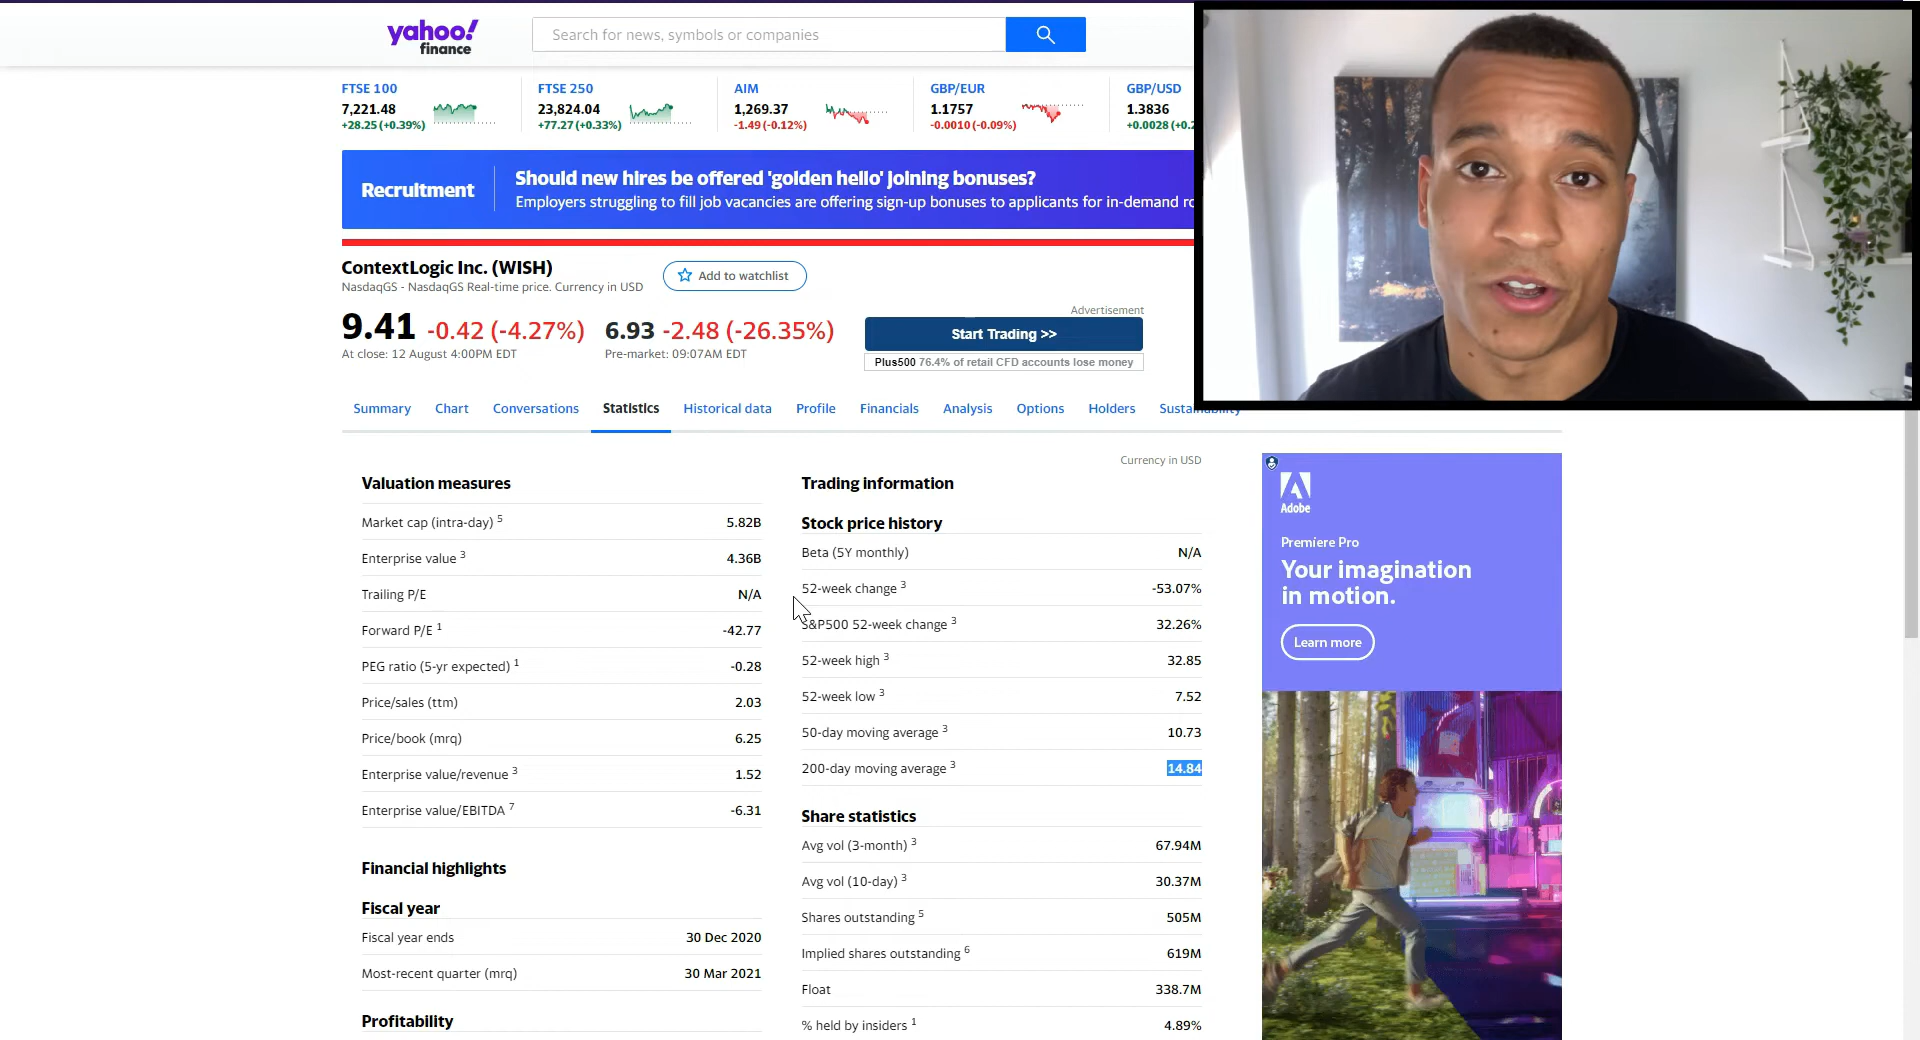 yahoo!
finance
Search for news, symbols or companies
FTSE 100
7,221.48
+28.25 (+0.39%)
FTSE 250
23,824.04
+77.27 (+0.33%)
AIM
1,269.37
-1.49 (-0.12%)
GBP/EUR
1.1757
-0.0010 (-0.09%)
GBP/USD
1.3836
+0.0028 (+0.2
Recruitment
Should new hires be offered 'golden hello' joining bonuses?
Employers struggling to fill job vacancies are offering sign-up bonuses to applicants for in-demand ro
ContextLogic Inc. (WISH)
NasdaqGS - NasdaqGS Real-time price. Currency in USD
Add to watchlist
9.41 -0.42 (-4.27%)
At close: 12 August 4:00PM EDT
6.93 -2.48 (-26.35%)
Pre-market: 09:07AM EDT
Advertisement
Start Trading >>
Plus500 76.4% of retail CFD accounts lose money
Summary Chart Conversations Statistics Historical data Profile Financials Analysis Options Holders Sustainability
Currency in USD
Valuation measures
Market cap (intra-day) 5 5.82B
Enterprise value 3 4.36B
Trailing P/E N/A
Forward P/E 1 -42.77
PEG ratio (5-yr expected) 1 -0.28
Price/sales (ttm) 2.03
Price/book (mrq) 6.25
Enterprise value/revenue 3 1.52
Enterprise value/EBITDA 7 -6.31
Financial highlights
Fiscal year
Fiscal year ends 30 Dec 2020
Most-recent quarter (mrq) 30 Mar 2021
Profitability
Trading information
Stock price history
Beta (5Y monthly) N/A
52-week change 3 -53.07%
S&P500 52-week change 3 32.26%
52-week high 3 32.85
52-week low 3 7.52
50-day moving average 3 10.73
200-day moving average 3 14.84
Share statistics
Avg vol (3-month) 3 67.94M
Avg vol (10-day) 3 30.37M
Shares outstanding 5 505M
Implied shares outstanding 6 619M
Float 338.7M
% held by insiders 1 4.89%
Adobe
Premiere Pro
Your imagination
in motion.
Learn more